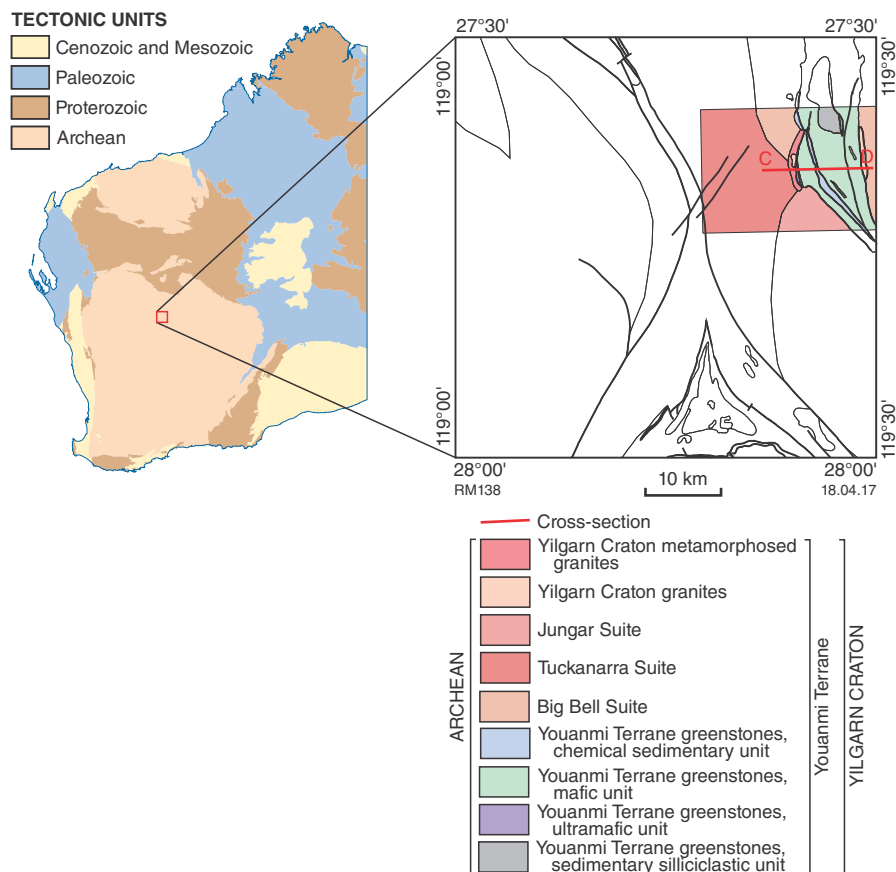 TECTONIC UNITS
Cenozoic and Mesozoic
Paleozoic
Proterozoic
Archean
27°30'
27°30'
119°00'
119°30'
C
D
119°00'
119°30'
28°00'
28°00'
RM138
10 km
18.04.17
Cross-section
Yilgarn Craton metamorphosed
granites
Yilgarn Craton granites
Jungar Suite
Tuckanarra Suite
Big Bell Suite
Youanmi Terrane greenstones,
chemical sedimentary unit
Youanmi Terrane greenstones,
mafic unit
Youanmi Terrane greenstones,
ultramafic unit
Youanmi Terrane greenstones,
sedimentary silliciclastic unit
ARCHEAN
Youanmi Terrane
YILGARN CRATON